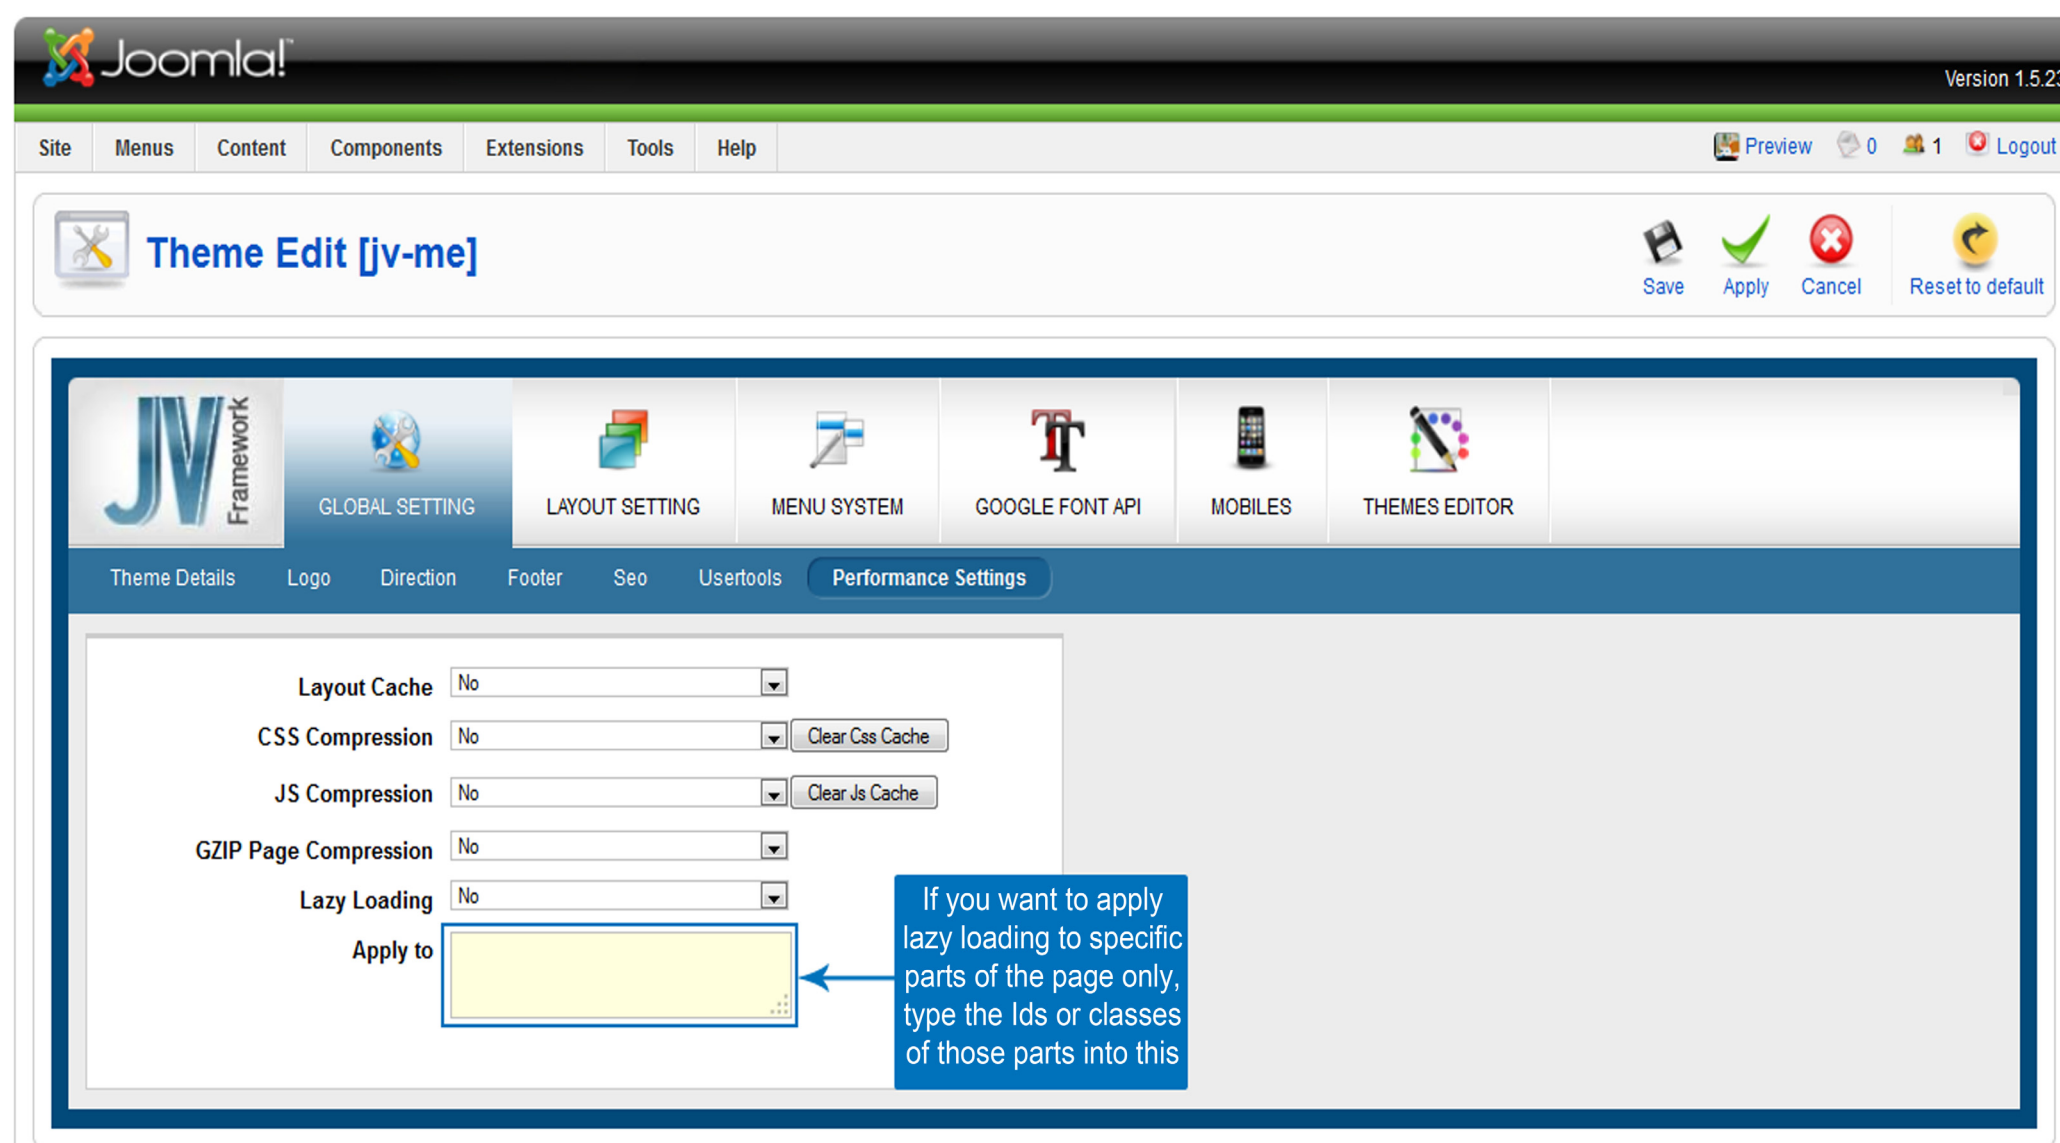 Joomla!
Version 1.5.23
Site Menus Content Components Extensions Tools Help Preview 0 1 Logout
Theme Edit [jv-me]
Save Apply Cancel Reset to default
JV Framework
GLOBAL SETTING LAYOUT SETTING MENU SYSTEM GOOGLE FONT API MOBILES THEMES EDITOR
Theme Details Logo Direction Footer Seo Usertools Performance Settings
Layout Cache No
CSS Compression No Clear Css Cache
JS Compression No Clear Js Cache
GZIP Page Compression No
Lazy Loading No
Apply to
If you want to apply
lazy loading to specific
parts of the page only,
type the Ids or classes
of those parts into this